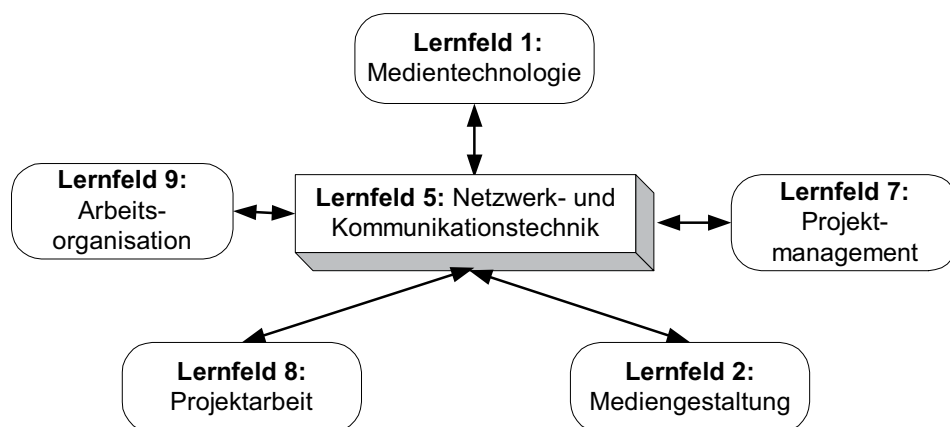 Lernfeld 1:
Medientechnologie
Lernfeld 9:
Arbeits-
organisation
Lernfeld 5: Netzwerk- und
Kommunikationstechnik
Lernfeld 7:
Projekt-
management
Lernfeld 8:
Projektarbeit
Lernfeld 2:
Mediengestaltung